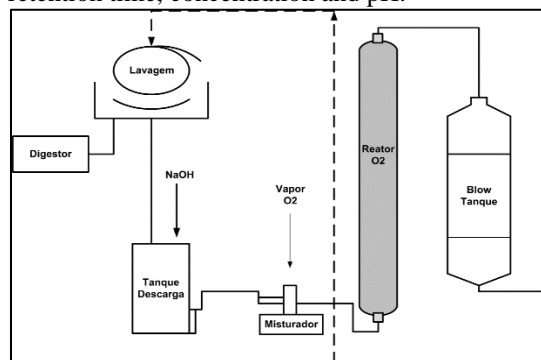 retention time, concentration and pH.
Lavagem
Digestor
NaOH
Vapor
O2
Reator
O2
Blow
Tanque
Tanque
Descarga
Misturador